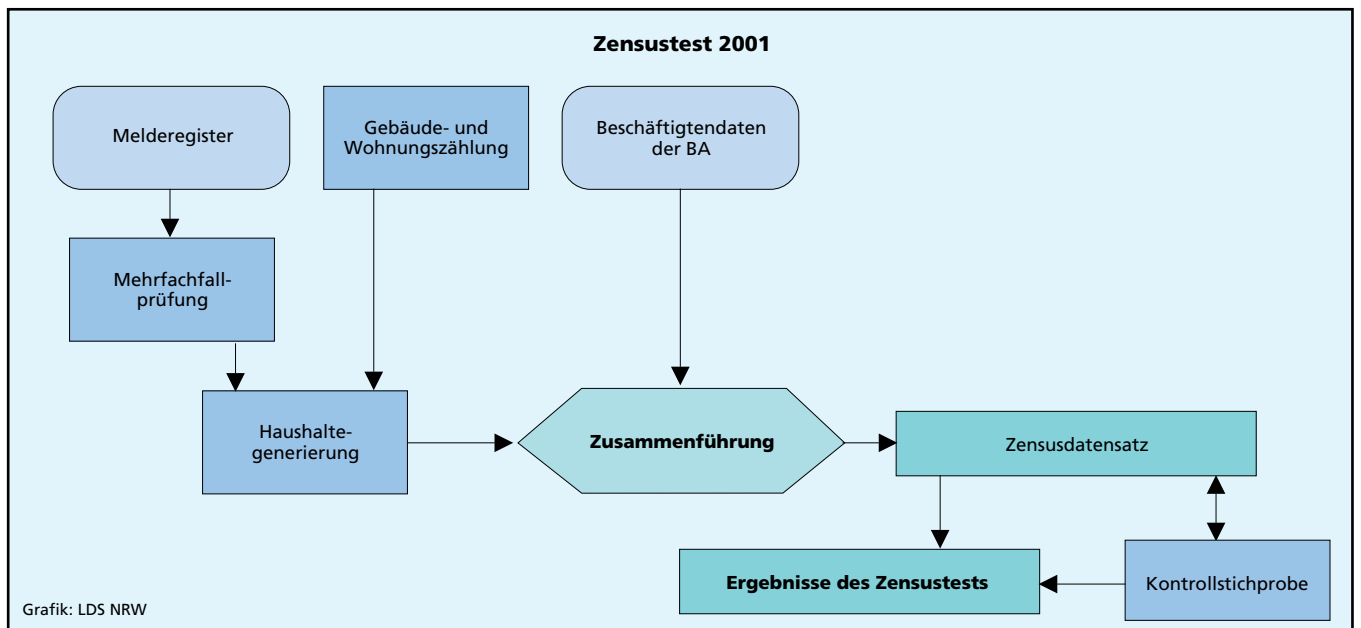 Zensustest 2001
Melderegister
Gebäude- und
Wohnungszählung
Beschäftigtendaten
der BA
Mehrfachfall-
prüfung
Haushalte-
generierung
Zusammenführung
Zensusdatensatz
Ergebnisse des Zensustests
Kontrollstichprobe
Grafik: LDS NRW